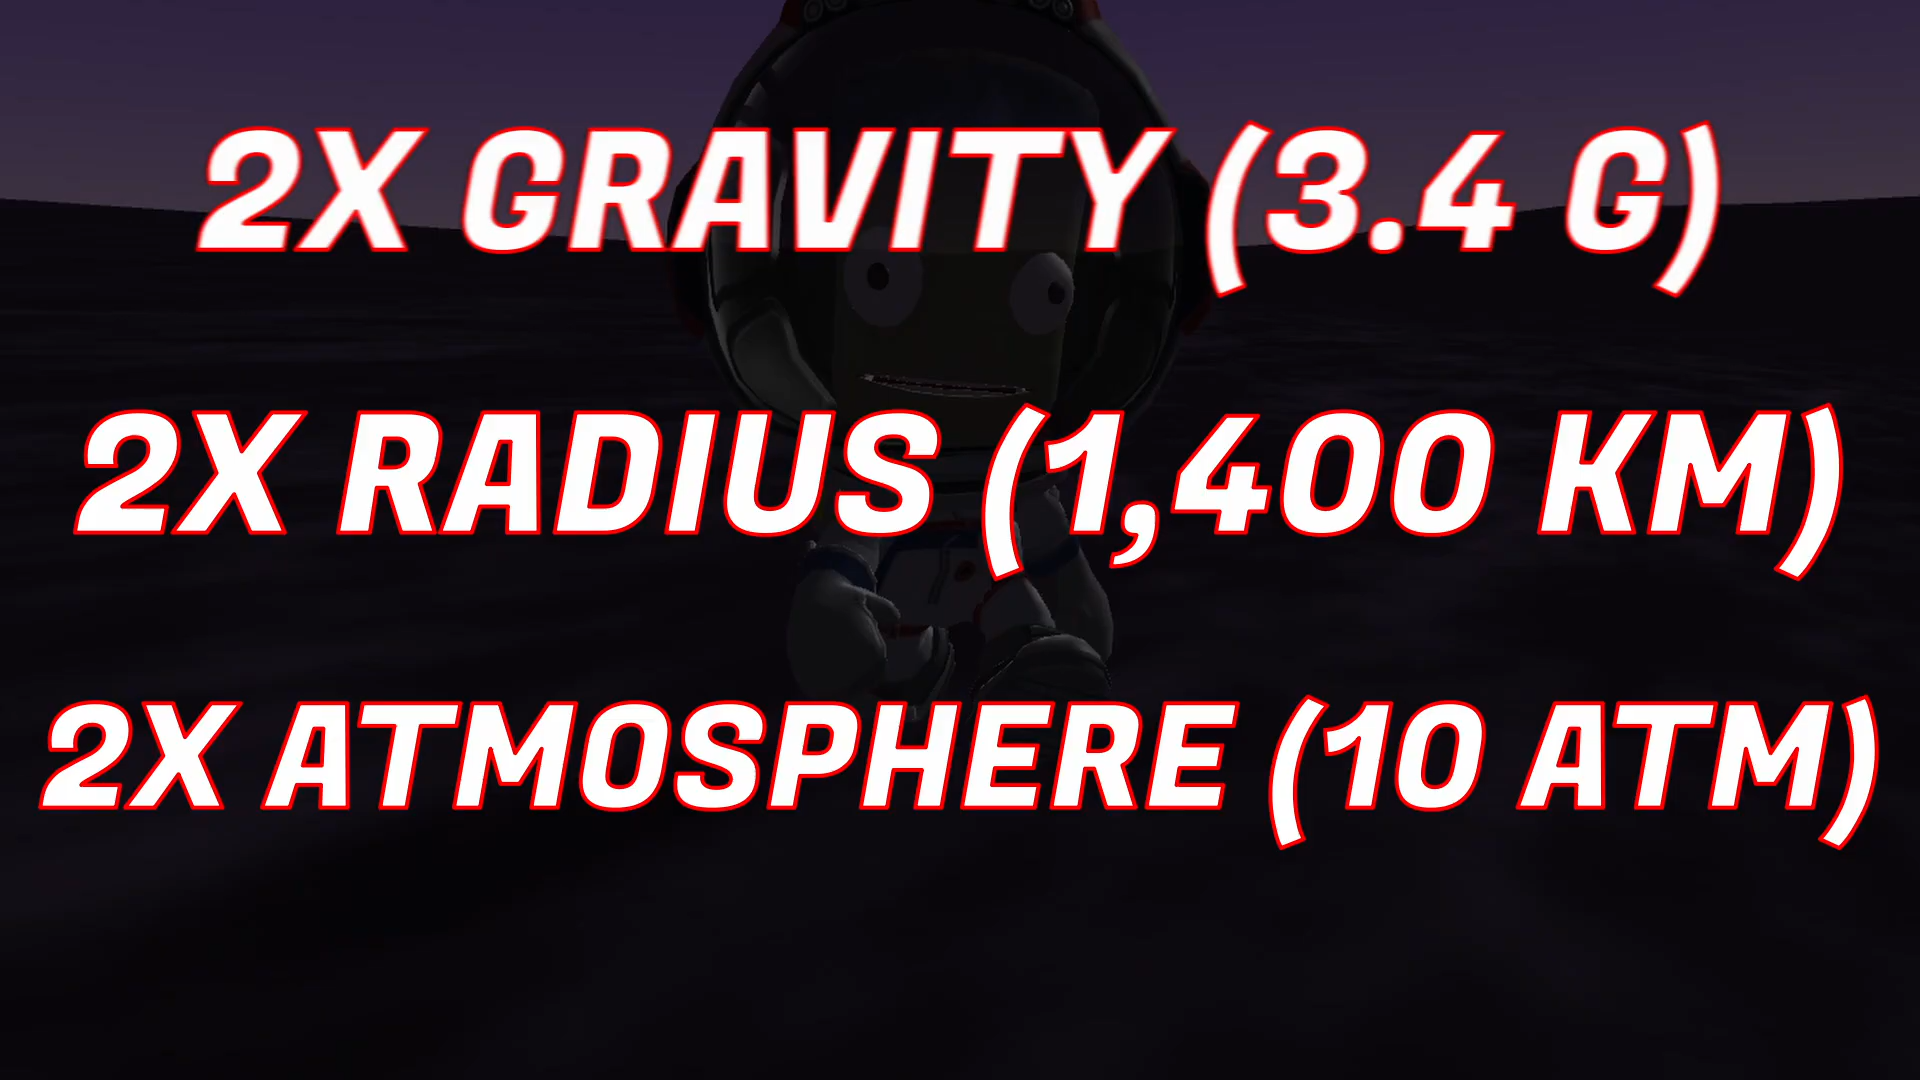 2X GRAVITY (3.4 G)
2X RADIUS (1,400 KM)
2X ATMOSPHERE (10 ATM)